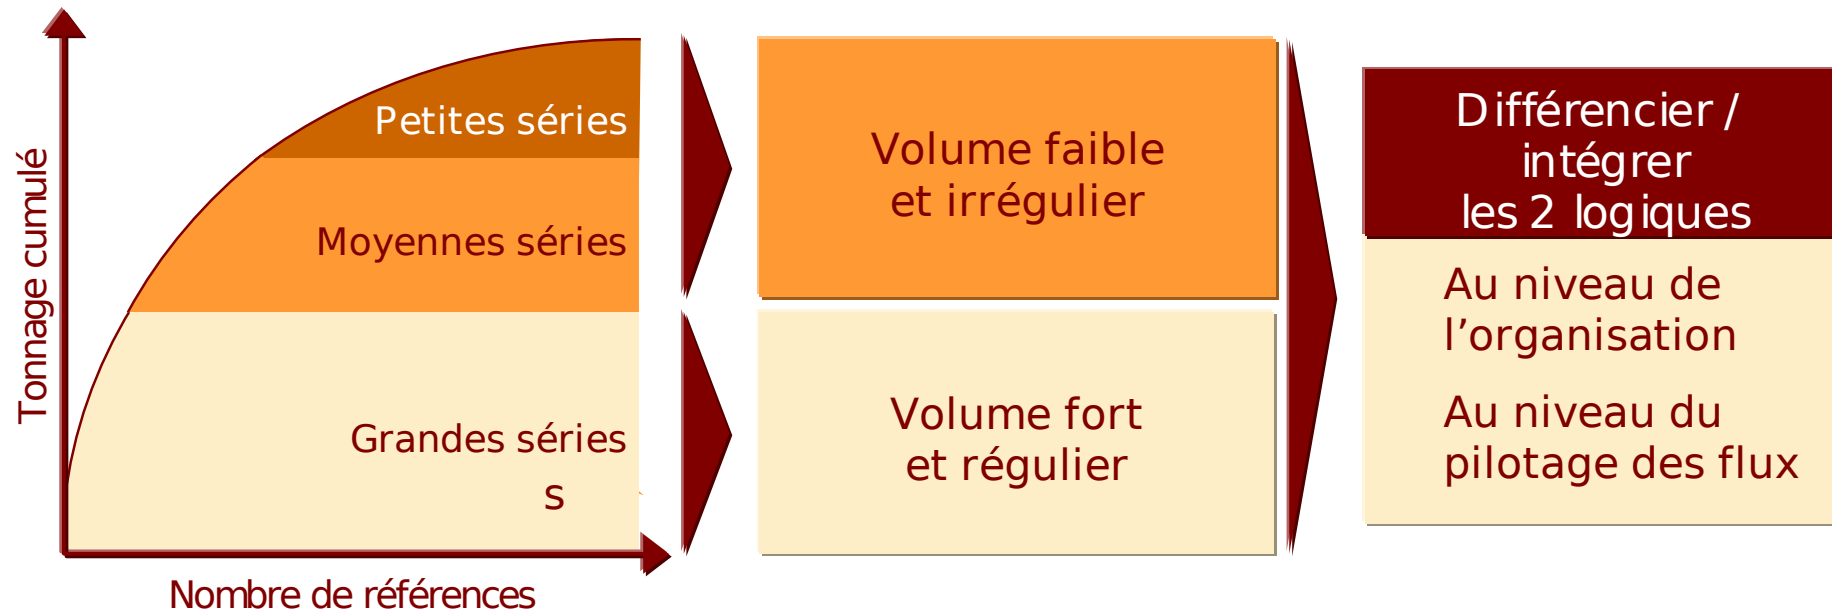 Tonnage cumulé
Petites séries
Moyennes séries
Grandes séries
s
Nombre de références
Volume faible
et irrégulier
Volume fort
et régulier
Différencier /
intégrer
les 2 logiques
Au niveau de
l’organisation
Au niveau du
pilotage des flux